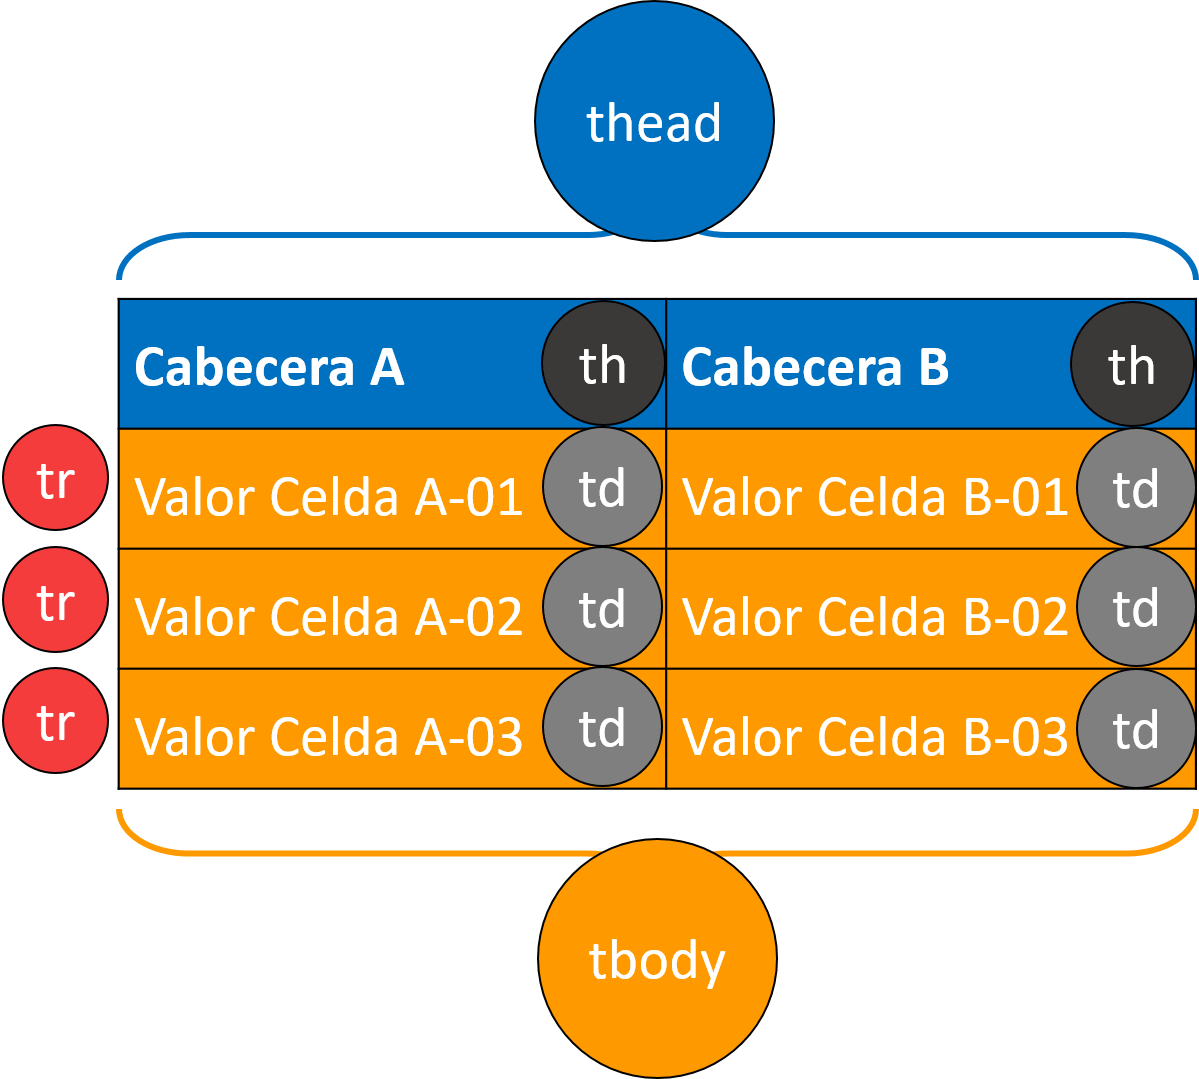 thead
Cabecera A th Cabecera B th
tr Valor Celda A-01 td Valor Celda B-01 td
tr Valor Celda A-02 td Valor Celda B-02 td
tr Valor Celda A-03 td Valor Celda B-03 td
tbody